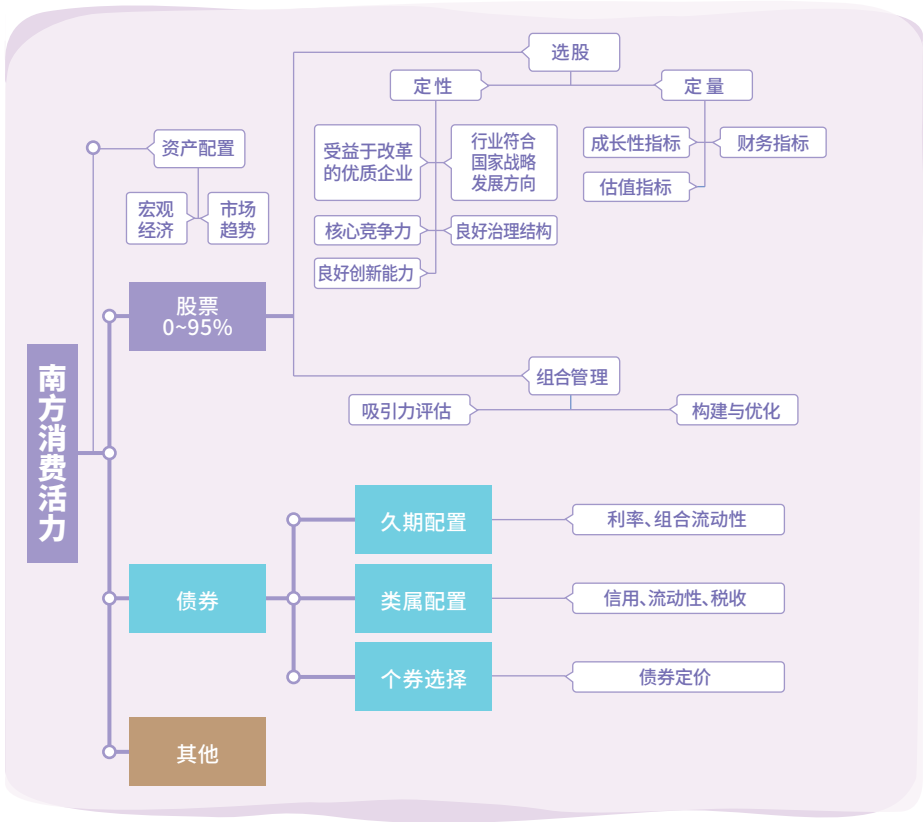 南方消费活力
资产配置
宏观
经济
市场
趋势
股票
0~95%
选股
定性
受益于改革
的优质企业
行业符合
国家战略
发展方向
核心竞争力
良好治理结构
良好创新能力
定量
成长性指标
财务指标
估值指标
组合管理
吸引力评估
构建与优化
债券
久期配置
利率、组合流动性
类属配置
信用、流动性、税收
个券选择
债券定价
其他